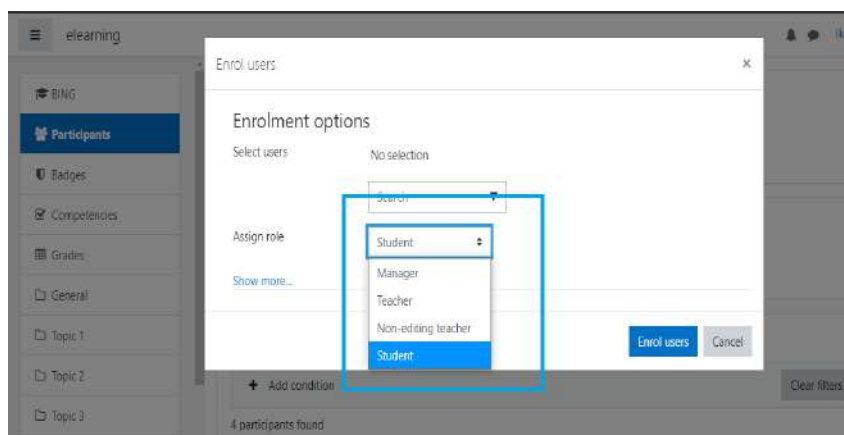 elearning
Enrol users
×
BING
Participants
Badges
Competencies
Grades
General
Topic 1
Topic 2
Topic 3
Enrolment options
Select users
No selection
Search
Assign role
Student
Show more...
Manager
Teacher
Non-editing teacher
Student
Enrol users
Cancel
+ Add condition
Clear filters
4 participants found